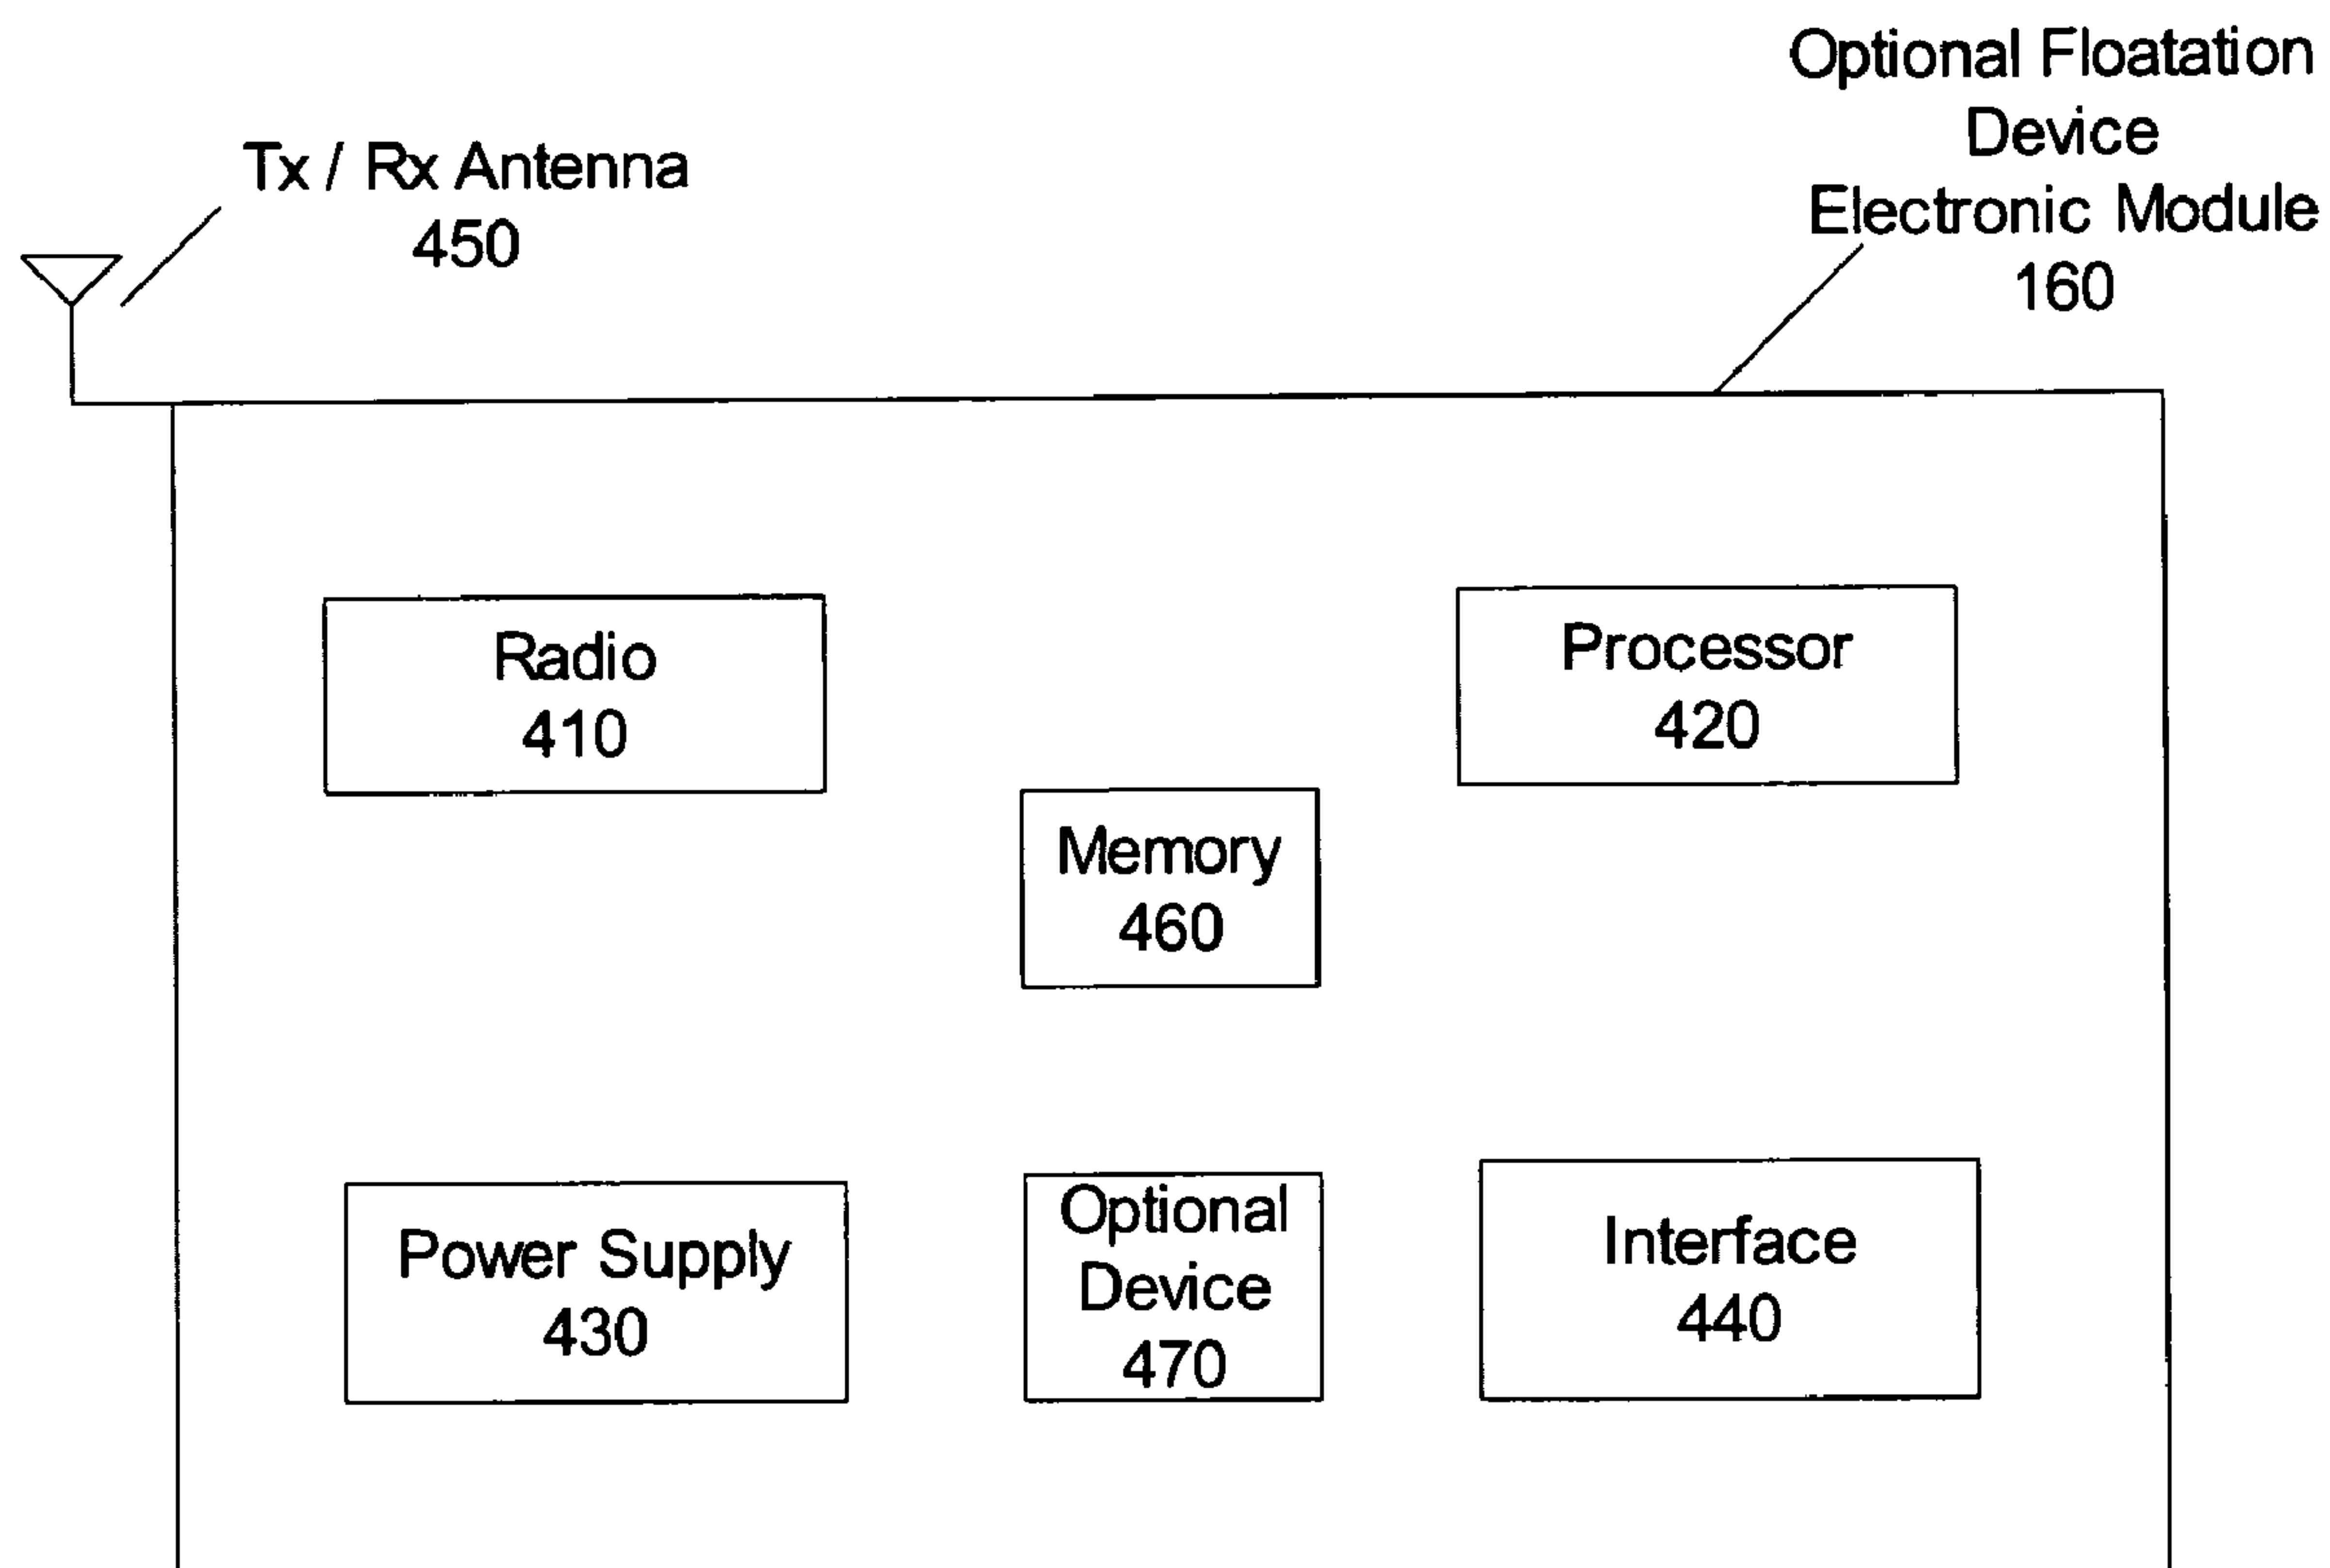 Optional Floatation
Device
Electronic Module
160
Tx / Rx Antenna
450
Radio
410
Processor
420
Memory
460
Power Supply
430
Optional
Device
470
Interface
440